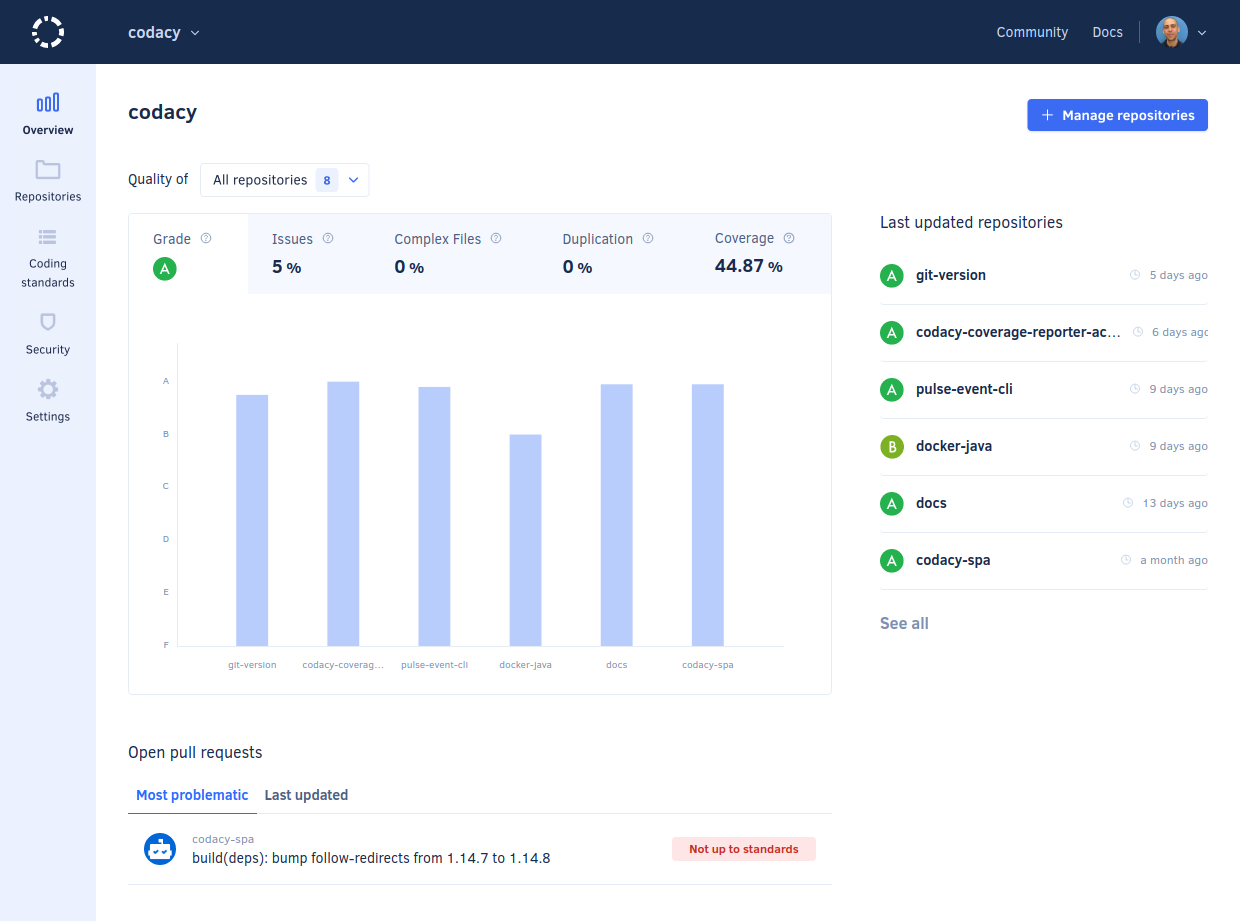 codacy
Community
Docs
Overview
Repositories
Coding
standards
Security
Settings
codacy
+ Manage repositories
Quality of
All repositories 8
Grade
A
Issues
5 %
Complex Files
0 %
Duplication
0 %
Coverage
44.87 %
A
B
C
D
E
F
git-version
codacy-coverag...
pulse-event-cli
docker-java
docs
codacy-spa
Last updated repositories
A git-version 5 days ago
A codacy-coverage-reporter-ac... 6 days ago
A pulse-event-cli 9 days ago
B docker-java 9 days ago
A docs 13 days ago
A codacy-spa a month ago
See all
Open pull requests
Most problematic
Last updated
codacy-spa
build(deps): bump follow-redirects from 1.14.7 to 1.14.8
Not up to standards